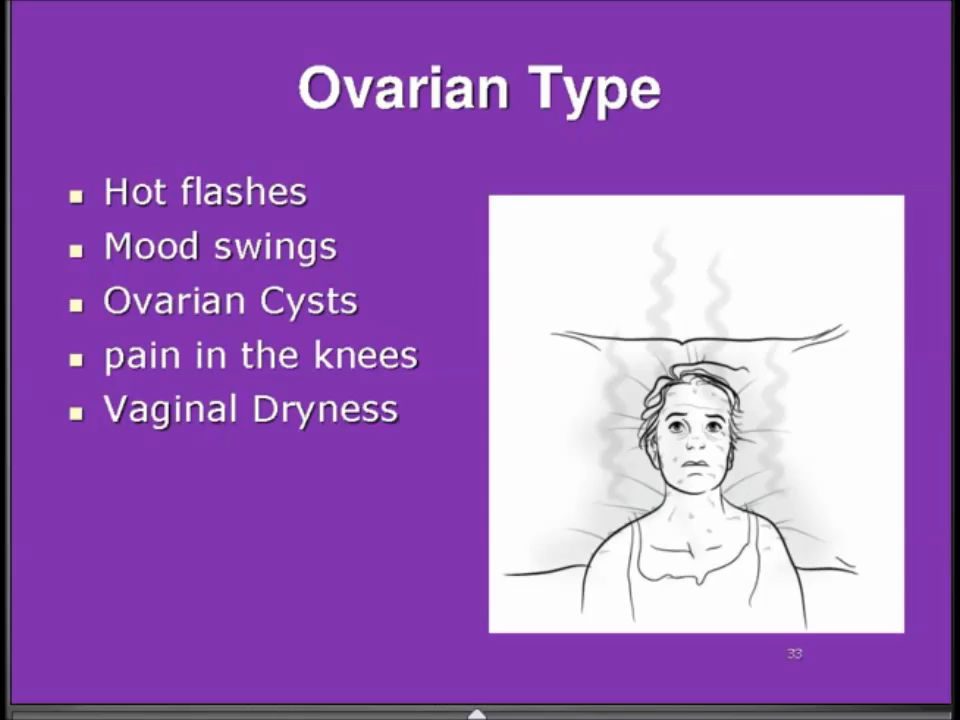 Ovarian Type
Hot flashes
Mood swings
Ovarian Cysts
pain in the knees
Vaginal Dryness
33